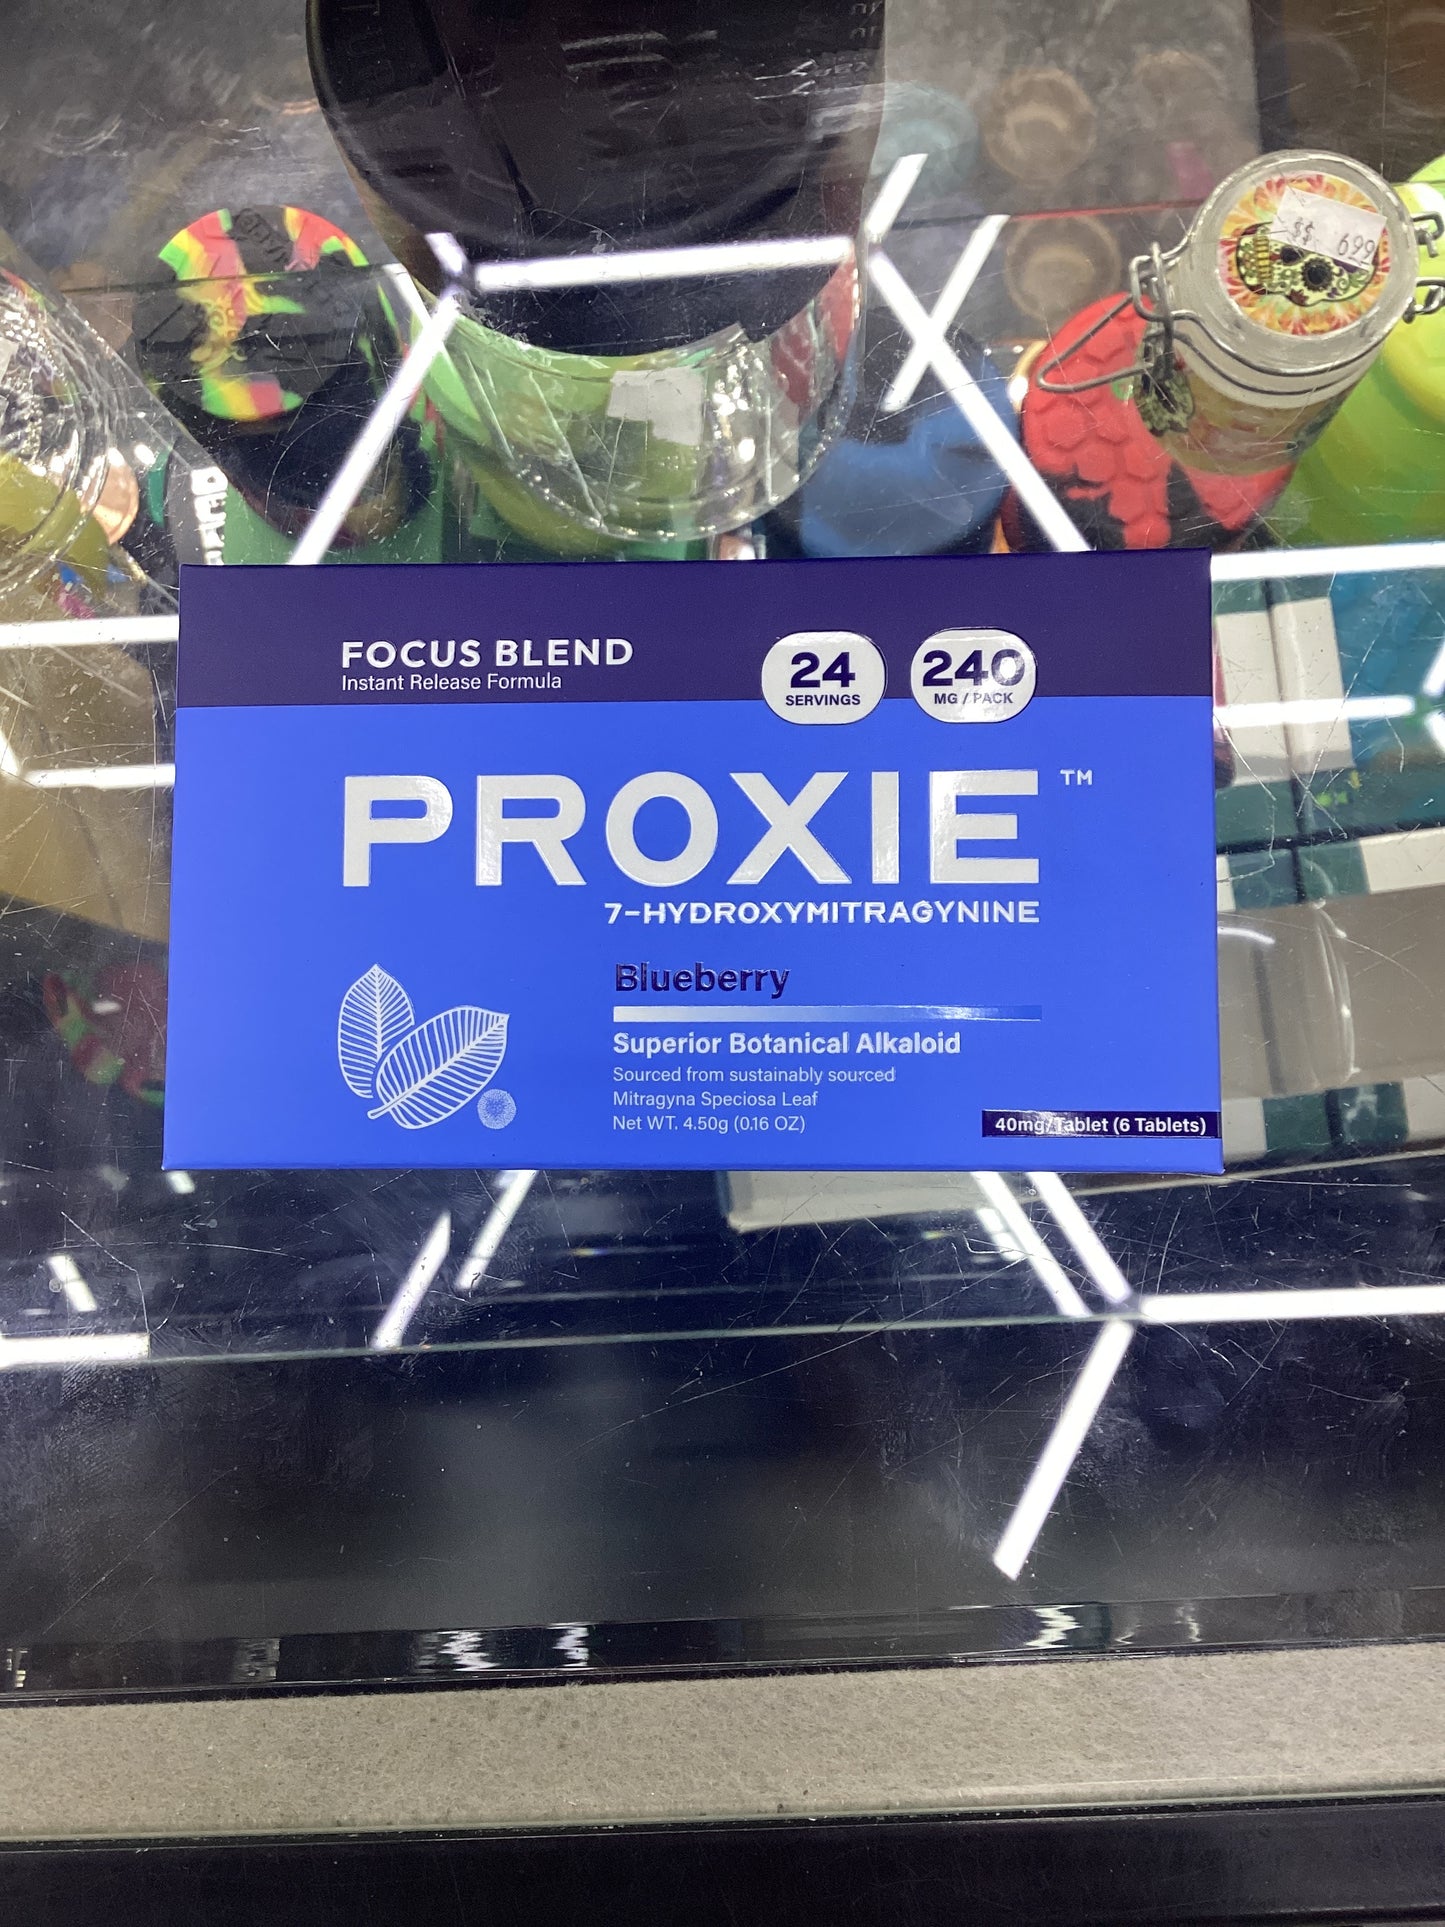 $$ 699
FOCUS BLEND
Instant Release Formula
24
SERVINGS
240
MG / PACK
PROXIE™
7-HYDROXYMITRAGYNINE
Blueberry
Superior Botanical Alkaloid
Sourced from sustainably sourced
Mitragyna Speciosa Leaf
Net WT. 4.50g (0.16 OZ)
40mg/Tablet (6 Tablets)